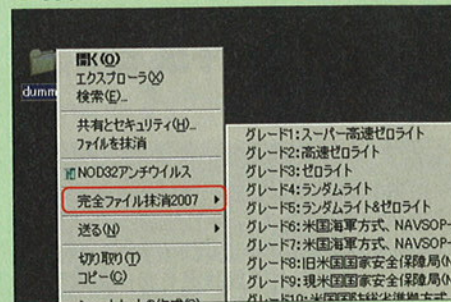 dumm
開く(O)
エクスプローラ(X)
検索(E)...
共有とセキュリティ(H)...
ファイルを抹消
NOD32アンチウイルス
完全ファイル抹消2007
送る(N)
切り取り(T)
コピー(C)
グレード1:スーパー高速ゼロライト
グレード2:高速ゼロライト
グレード3:ゼロライト
グレード4:ランダムライト
グレード5:ランダムライト&ゼロライト
グレード6:米国海軍方式、NAVSOP-
グレード7:米国海軍方式、NAVSOP-
グレード8:旧米国国家安全保障局(N
グレード9:現米国国家安全保障局(N